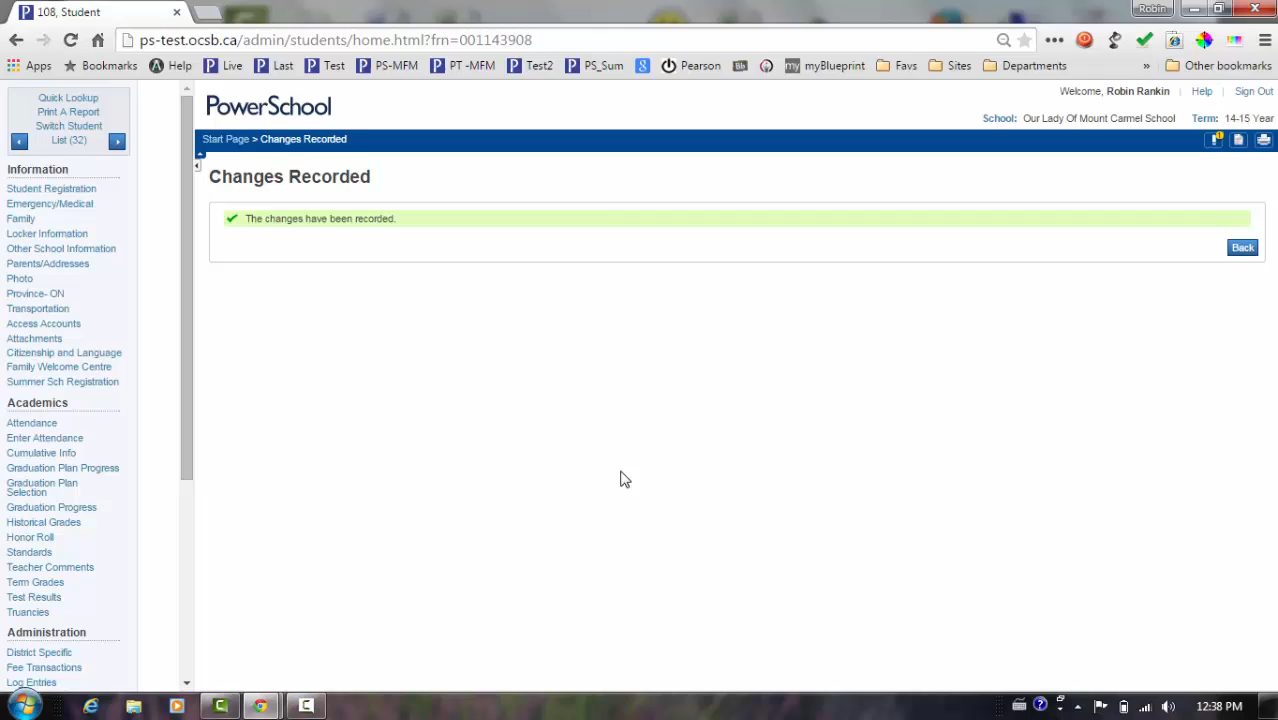 108, Student
Robin
ps-test.ocsb.ca/admin/students/home.html?frn=001143908
Apps Bookmarks Help Live Last Test PS-MFM PT -MFM Test2 PS_Sum Pearson Bb my myBlueprint Favs Sites Departments » Other bookmarks
Quick Lookup
Print A Report
Switch Student
List (32)
PowerSchool
Welcome, Robin Rankin | Help | Sign Out
School: Our Lady Of Mount Carmel School Term: 14-15 Year
Start Page > Changes Recorded
Changes Recorded
The changes have been recorded.
Back
Information
Student Registration
Emergency/Medical
Family
Locker Information
Other School Information
Parents/Addresses
Photo
Province- ON
Transportation
Access Accounts
Attachments
Citizenship and Language
Family Welcome Centre
Summer Sch Registration
Academics
Attendance
Enter Attendance
Cumulative Info
Graduation Plan Progress
Graduation Plan
Selection
Graduation Progress
Historical Grades
Honor Roll
Standards
Teacher Comments
Term Grades
Test Results
Truancies
Administration
District Specific
Fee Transactions
Log Entries
12:38 PM